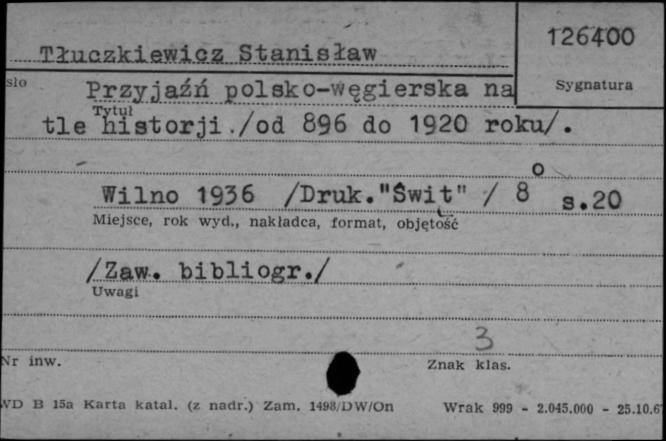 126400
Tłuczkiewicz Stanisław
sło
Sygnatura
Przyjaźń polsko-węgierska na
Tytuł
tle historji ./od 896 do 1920 roku/.
Wilno 1936 /Druk."Świt" / 8o s.20
Miejsce, rok wyd., nakładca, format, objętość
/Zaw. bibliogr./
Uwagi
3
Nr inw.
Znak klas.
WD B 15a Karta katal. (z nadr.) Zam. 1498/DW/On Wrak 999 - 2.045.000 - 25.10.6